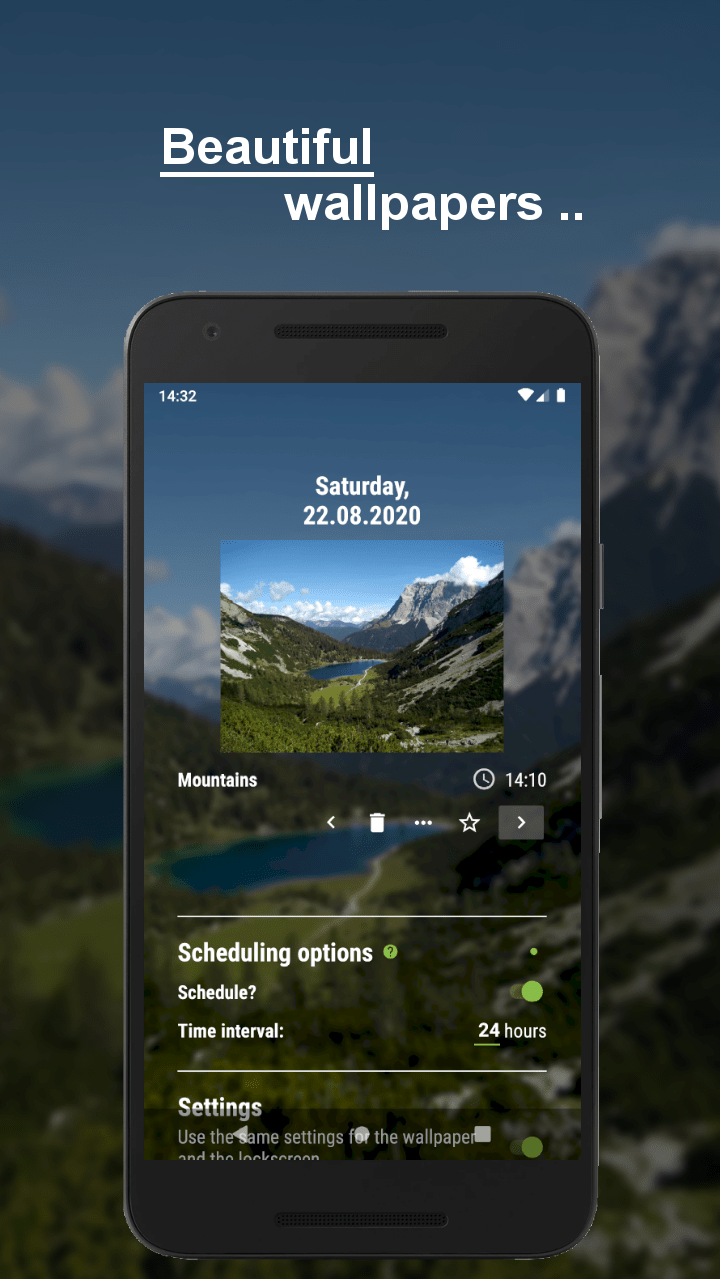 Beautiful
wallpapers ..
14:32
Saturday,
22.08.2020
Mountains 14:10
Scheduling options ?
Schedule?
Time interval: 24 hours
Settings
Use the same settings for the wallpaper
and the lockscreen